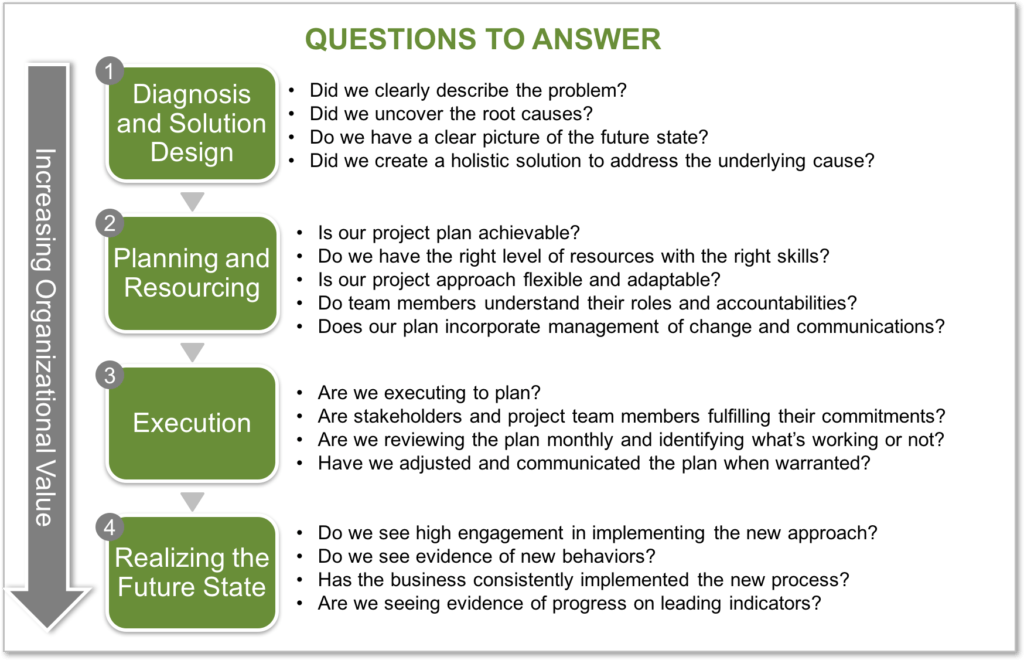 QUESTIONS TO ANSWER
Increasing Organizational Value
1
Diagnosis
and Solution
Design
• Did we clearly describe the problem?
• Did we uncover the root causes?
• Do we have a clear picture of the future state?
• Did we create a holistic solution to address the underlying cause?
2
Planning and
Resourcing
• Is our project plan achievable?
• Do we have the right level of resources with the right skills?
• Is our project approach flexible and adaptable?
• Do team members understand their roles and accountabilities?
• Does our plan incorporate management of change and communications?
3
Execution
• Are we executing to plan?
• Are stakeholders and project team members fulfilling their commitments?
• Are we reviewing the plan monthly and identifying what’s working or not?
• Have we adjusted and communicated the plan when warranted?
4
Realizing the
Future State
• Do we see high engagement in implementing the new approach?
• Do we see evidence of new behaviors?
• Has the business consistently implemented the new process?
• Are we seeing evidence of progress on leading indicators?